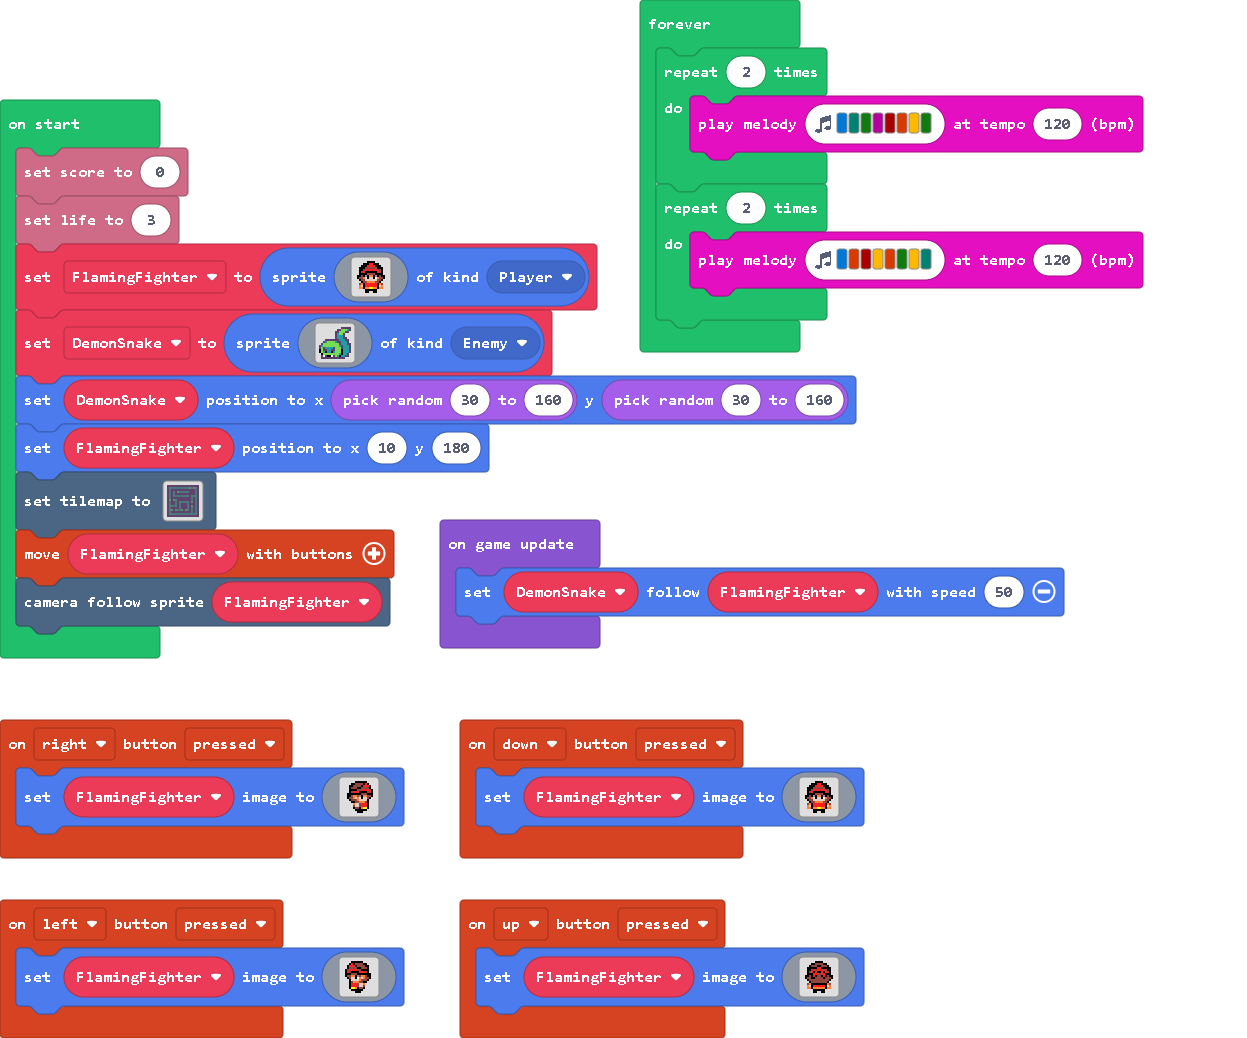 forever
repeat 2 times
do
play melody at tempo 120 (bpm)
repeat 2 times
do
play melody at tempo 120 (bpm)
on start
set score to 0
set life to 3
set FlamingFighter to sprite of kind Player
set DemonSnake to sprite of kind Enemy
set DemonSnake position to x pick random 30 to 160 y pick random 30 to 160
set FlamingFighter position to x 10 y 180
set tilemap to
move FlamingFighter with buttons
camera follow sprite FlamingFighter
on game update
set DemonSnake follow FlamingFighter with speed 50
on right button pressed
set FlamingFighter image to
on down button pressed
set FlamingFighter image to
on left button pressed
set FlamingFighter image to
on up button pressed
set FlamingFighter image to